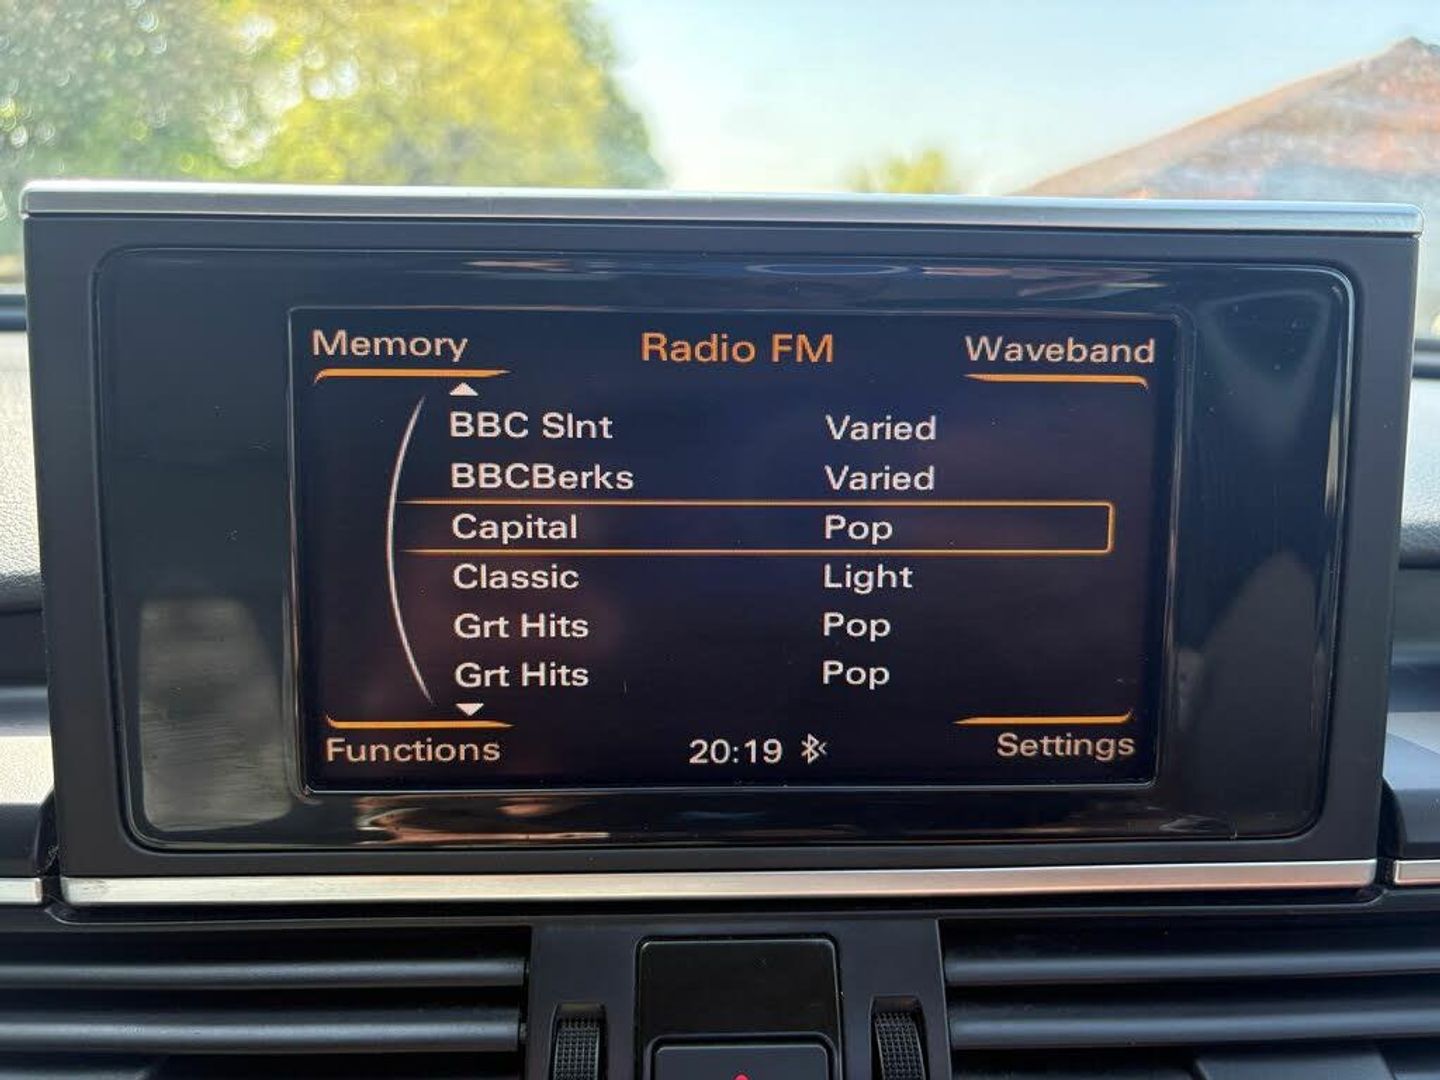 Memory Radio FM Waveband
BBC Slnt Varied
BBCBerks Varied
Capital Pop
Classic Light
Grt Hits Pop
Grt Hits Pop
Functions 20:19 Settings